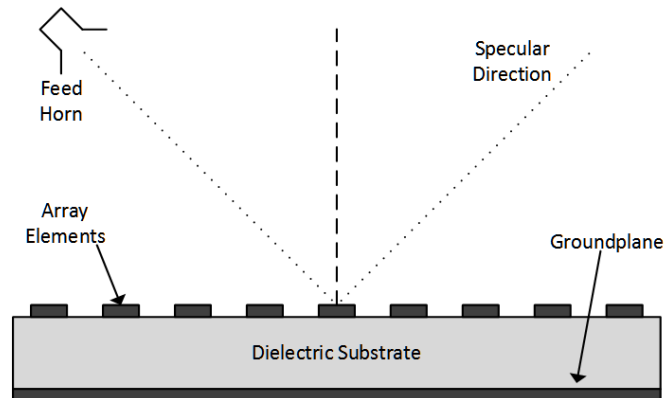 Feed
Horn
Specular
Direction
Array
Elements
Groundplane
Dielectric Substrate